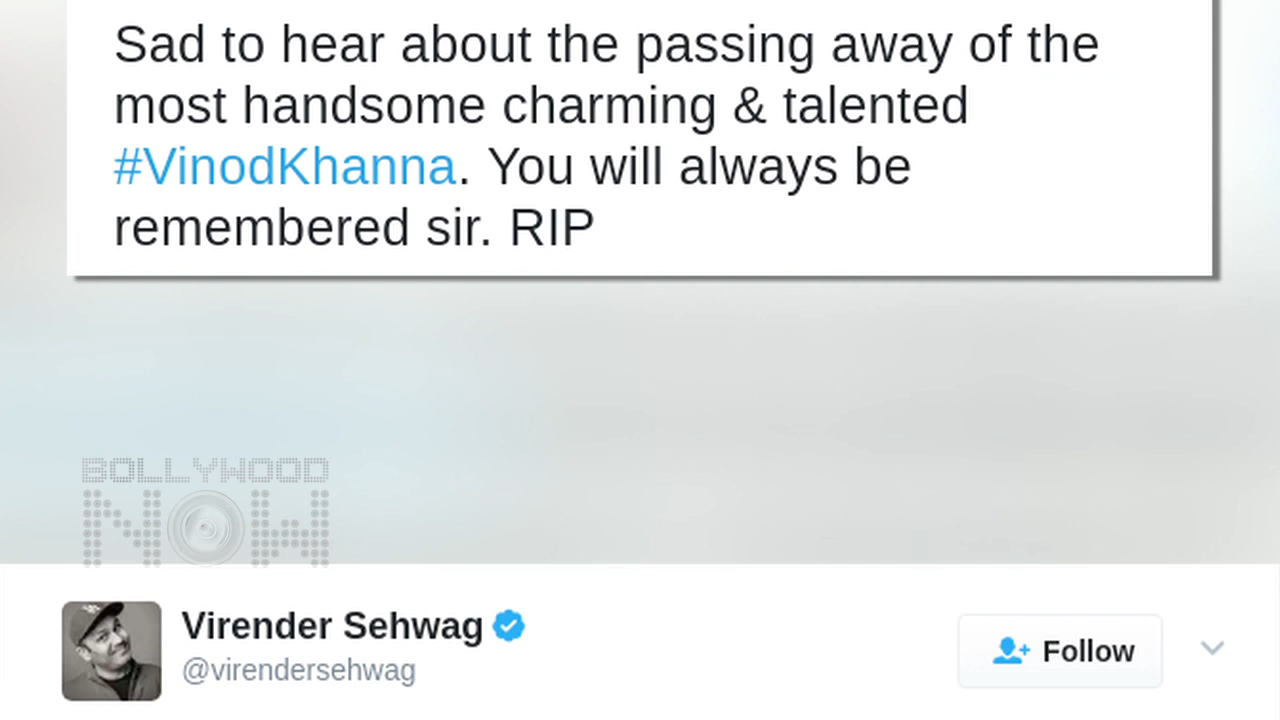 Sad to hear about the passing away of the
most handsome charming & talented
#VinodKhanna. You will always be
remembered sir. RIP
BOLLYWOOD
NOW
Virender Sehwag
@virendersehwag
Follow